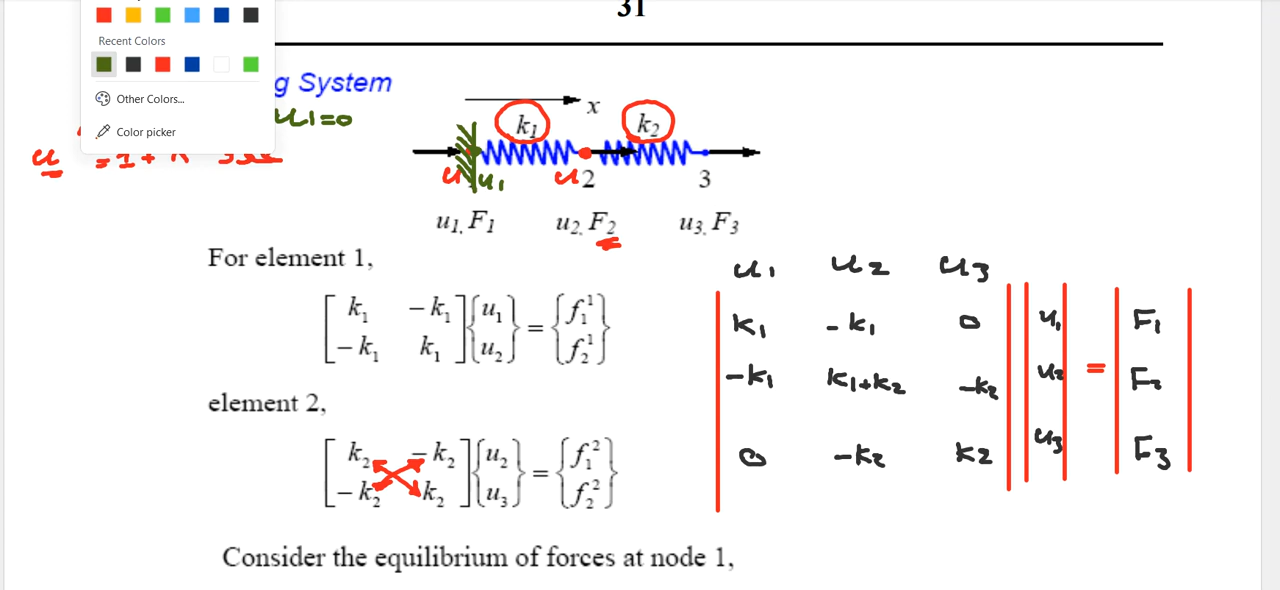 31
Recent Colors
Other Colors...
Color picker
g System
u1=0
x
k1 k2
u u1 u 2 3
u1, F1 u2, F2 u3, F3
For element 1,
[k1 -k1
-k1 k1] {u1
u2} = {f1^1
f2^1}
element 2,
[k2 -k2
-k2 k2] {u2
u3} = {f1^2
f2^2}
u1 u2 u3
k1 -k1 0 u1 F1
-k1 k1+k2 -k2 u2 = F2
0 -k2 k2 u3 F3
Consider the equilibrium of forces at node 1,